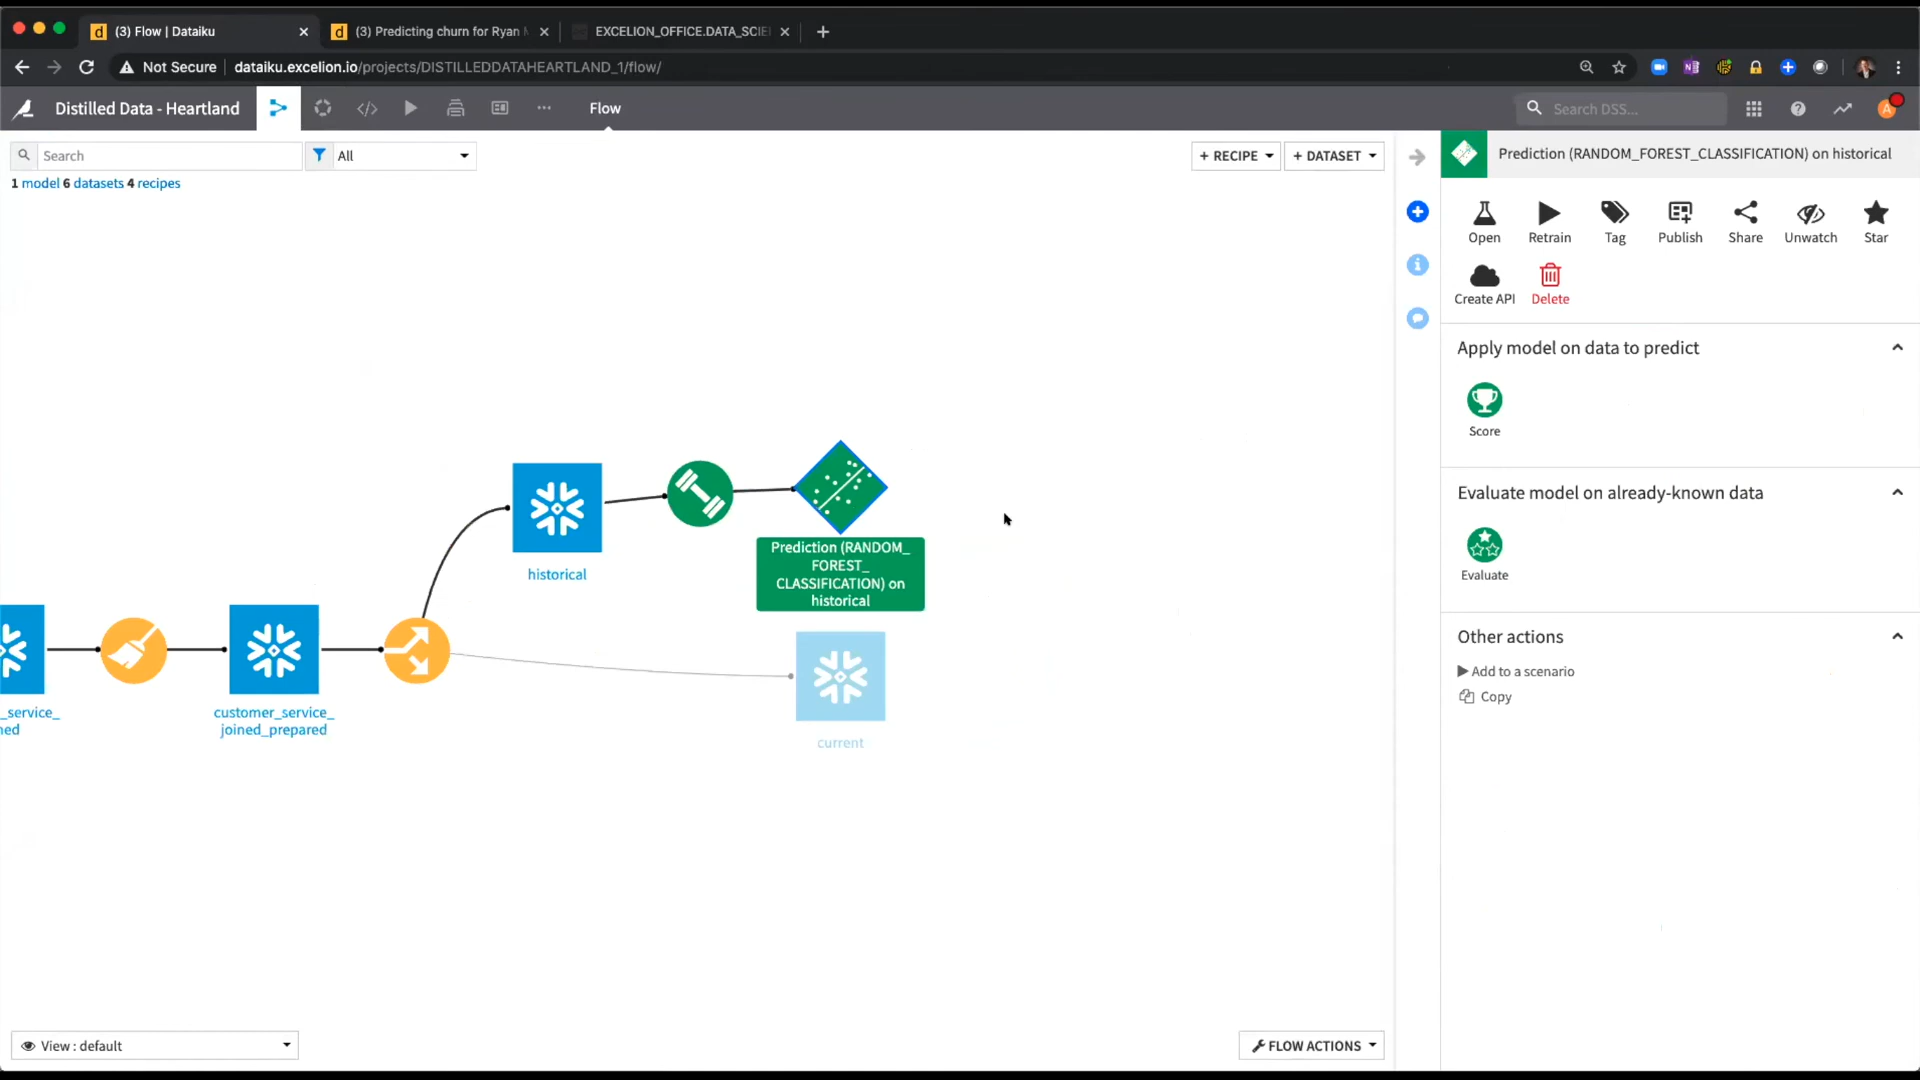 (3) Flow | Dataiku
(3) Predicting churn for Ryan
EXCELION_OFFICE.DATA_SCIE
Not Secure
dataiku.excelion.io/projects/DISTILLEDDATAHEARTLAND_1/flow/
Distilled Data - Heartland
Flow
Search DSS...
A
Search
All
+ RECIPE
+ DATASET
1 model 6 datasets 4 recipes
Prediction (RANDOM_FOREST_CLASSIFICATION) on historical
Open
Retrain
Tag
Publish
Share
Unwatch
Star
Create API
Delete
Apply model on data to predict
Score
Evaluate model on already-known data
Evaluate
Other actions
Add to a scenario
Copy
historical
Prediction (RANDOM_
FOREST_
CLASSIFICATION) on
historical
_service_
ned
customer_service_
joined_prepared
current
View : default
FLOW ACTIONS